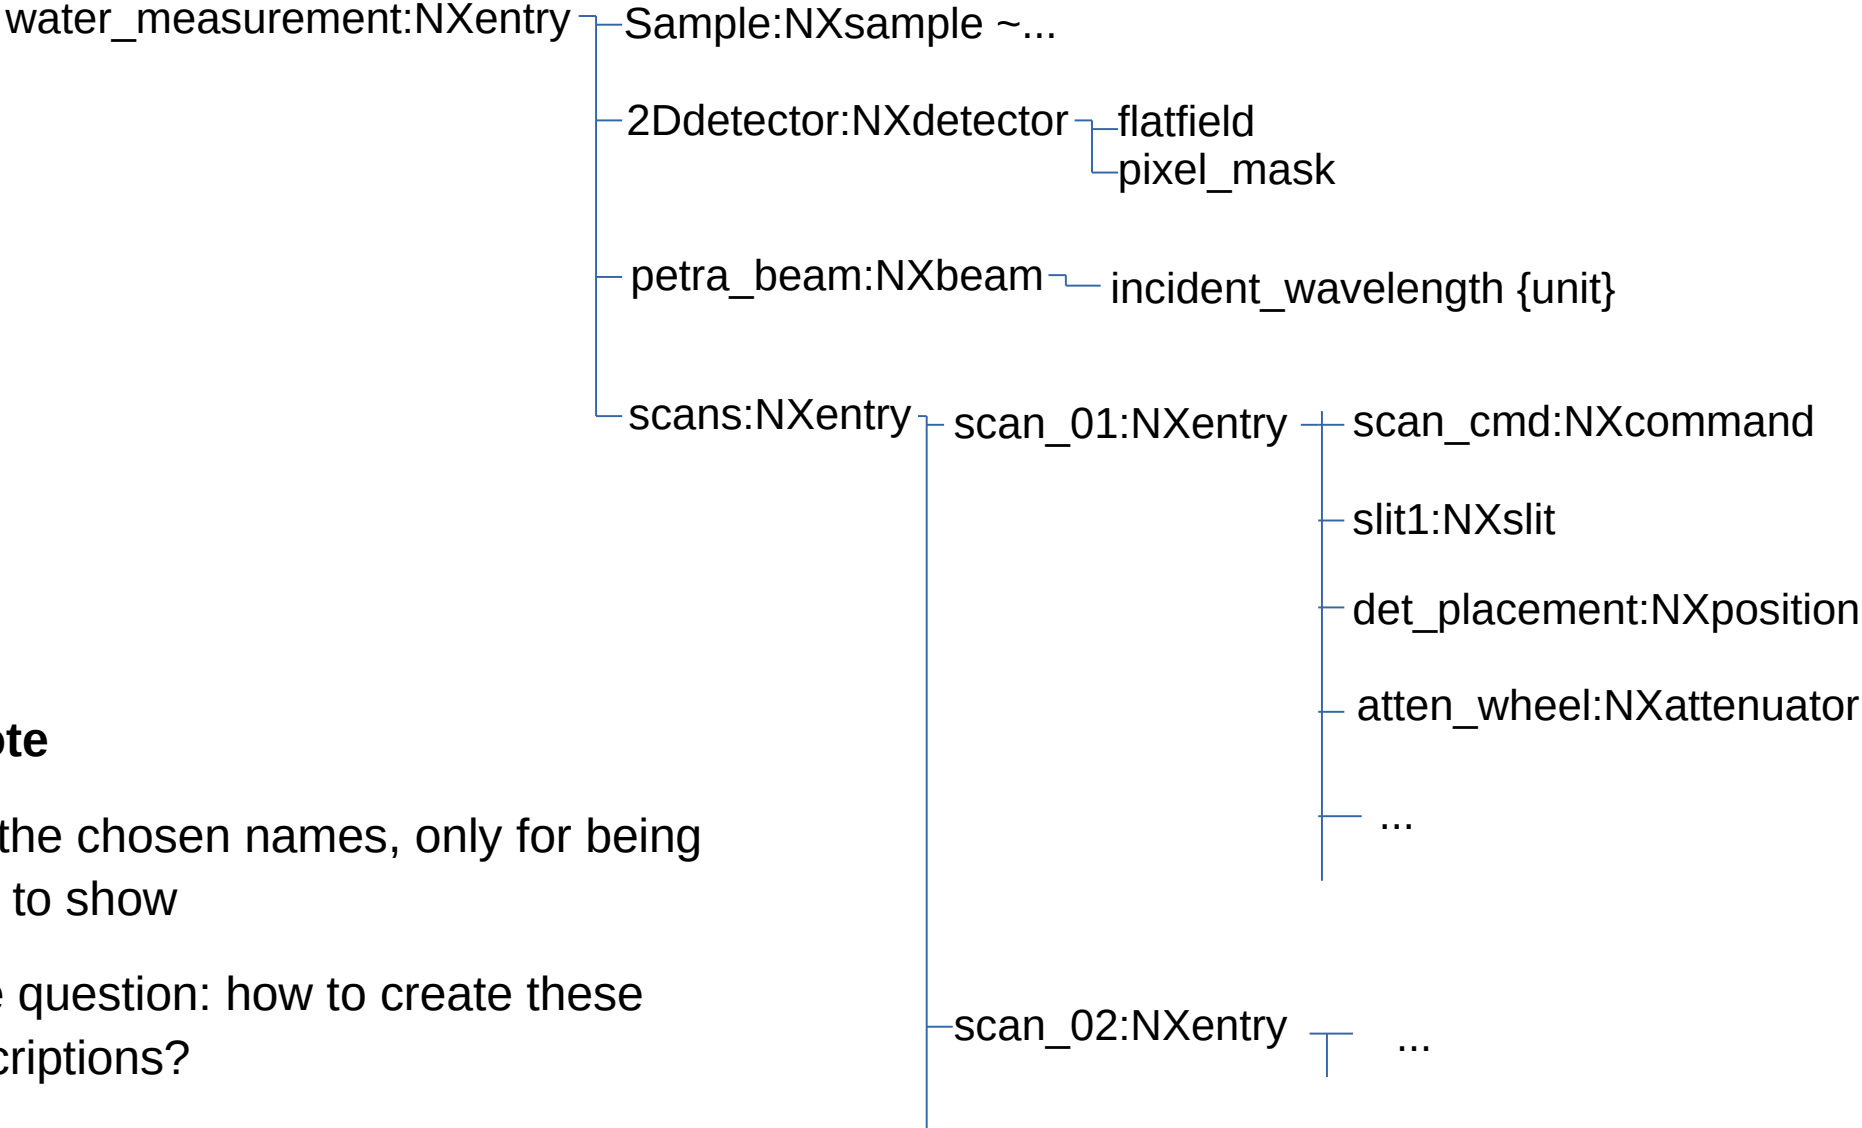 water_measurement:NXentry
Sample:NXsample ~...
2Ddetector:NXdetector
flatfield
pixel_mask
petra_beam:NXbeam
incident_wavelength {unit}
scans:NXentry
scan_01:NXentry
scan_cmd:NXcommand
slit1:NXslit
det_placement:NXposition
atten_wheel:NXattenuator
...
the chosen names, only for being
to show
question: how to create these
scan_02:NXentry
...